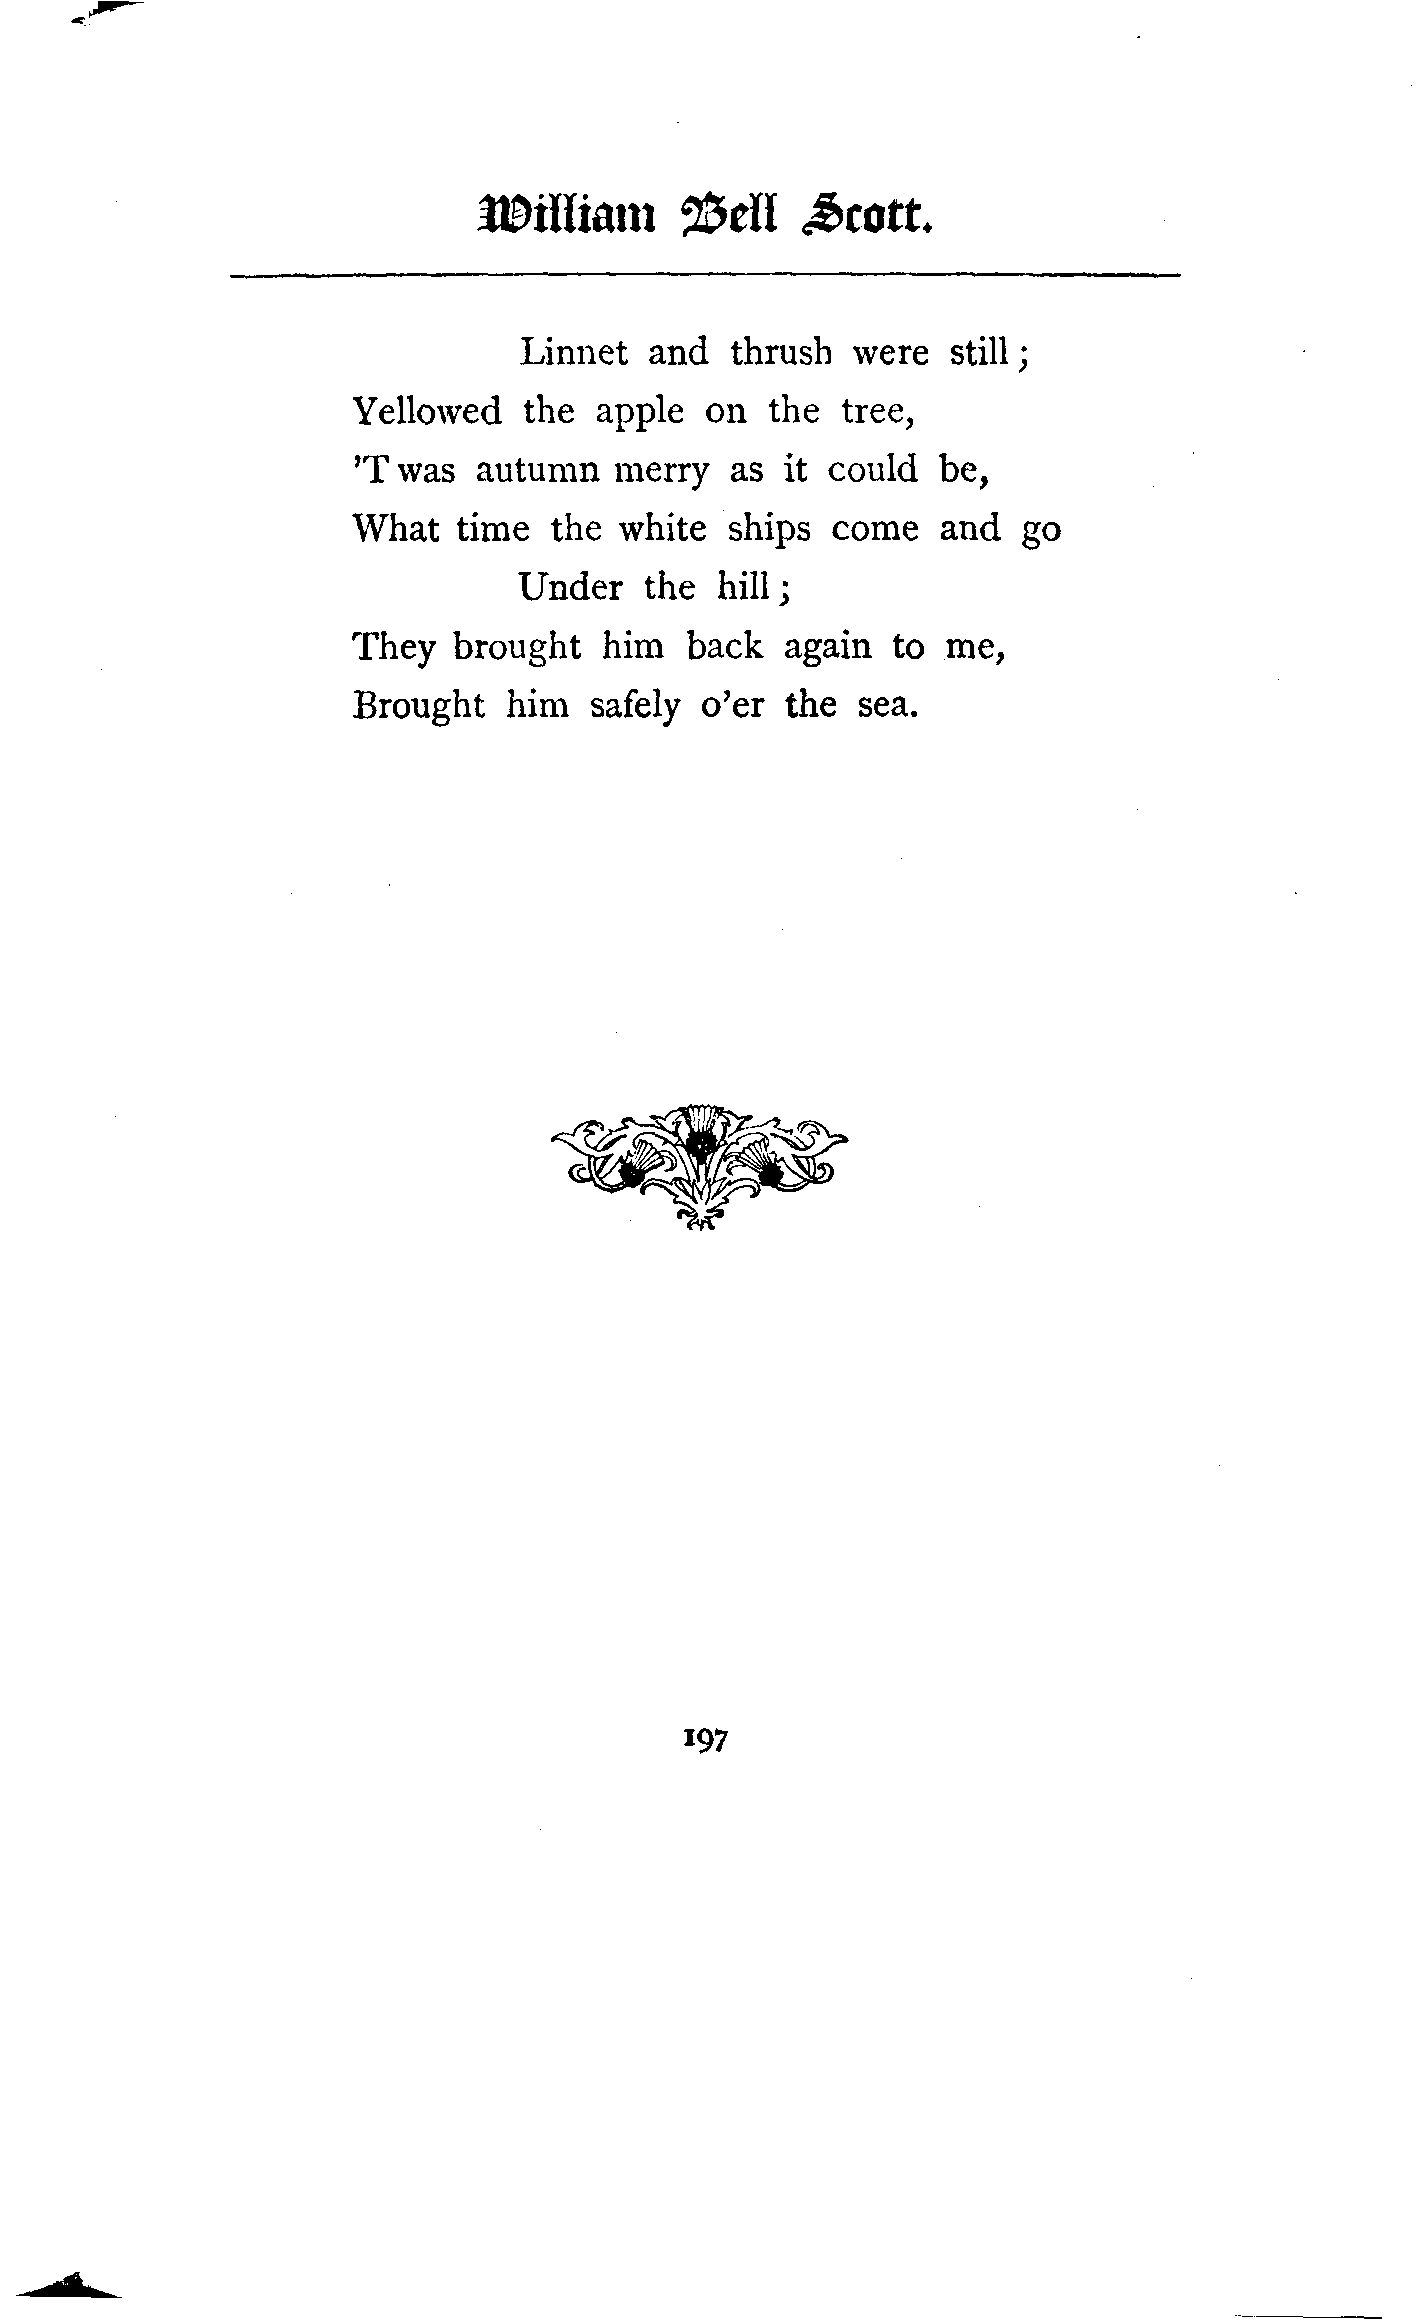 William Bell Scott.
Linnet and thrush were still;
Yellowed the apple on the tree,
'Twas autumn merry as it could be,
What time the white ships come and go
Under the hill;
They brought him back again to me,
Brought him safely o'er the sea.
197